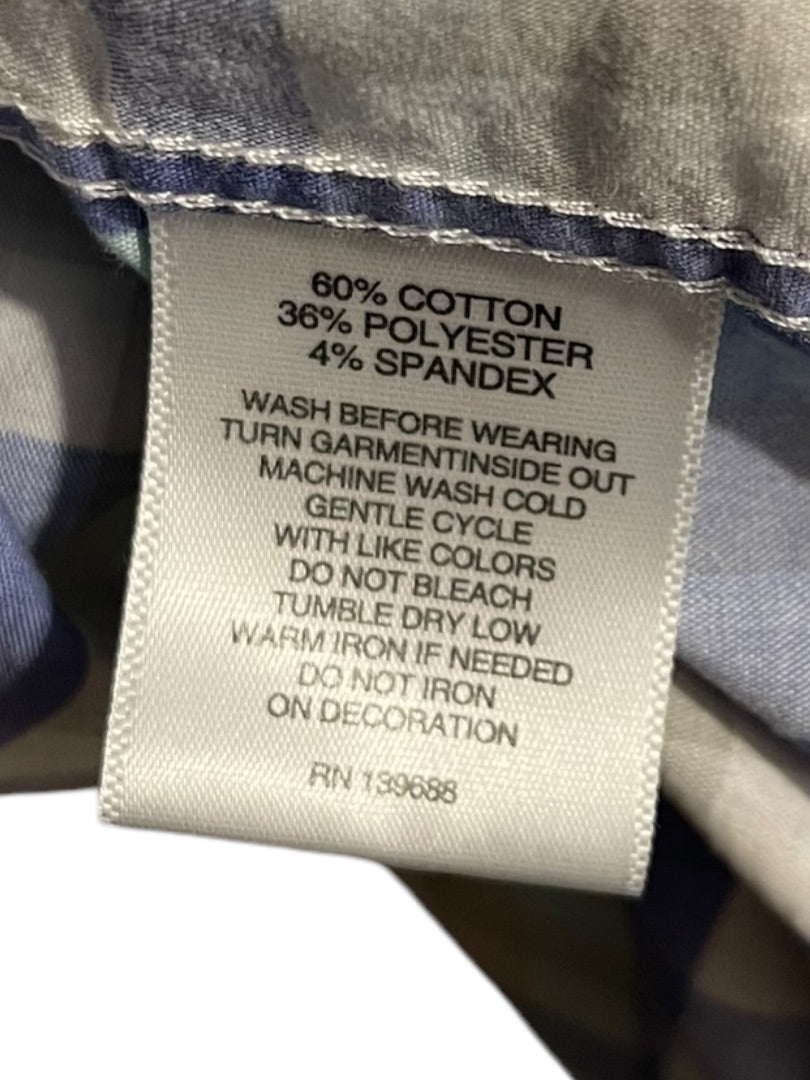 60% COTTON
36% POLYESTER
4% SPANDEX
WASH BEFORE WEARING
TURN GARMENTINSIDE OUT
MACHINE WASH COLD
GENTLE CYCLE
WITH LIKE COLORS
DO NOT BLEACH
TUMBLE DRY LOW
WARM IRON IF NEEDED
DO NOT IRON
ON DECORATION
RN 139688